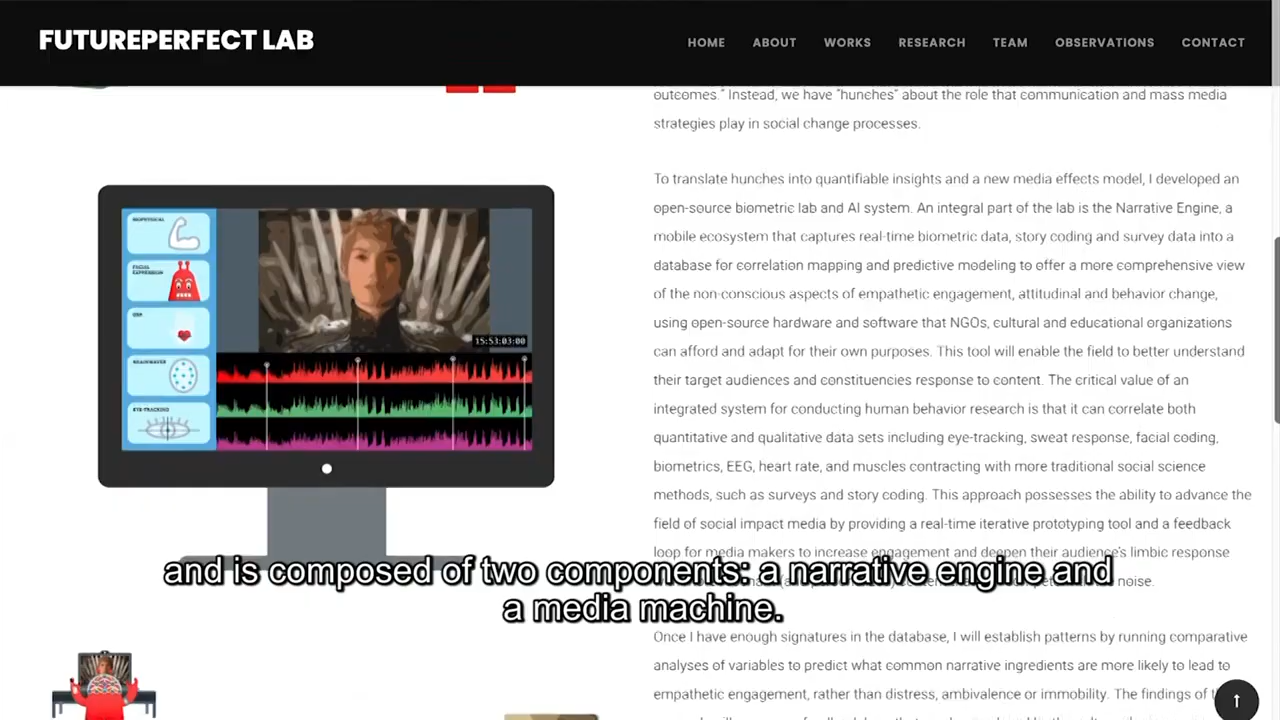 FUTUREPERFECT LAB
HOME
ABOUT
WORKS
RESEARCH
TEAM
OBSERVATIONS
CONTACT
outcomes." Instead, we have "hunches" about the role that communication and mass media
strategies play in social change processes.
To translate hunches into quantifiable insights and a new media effects model, I developed an
open-source biometric lab and AI system. An integral part of the lab is the Narrative Engine, a
mobile ecosystem that captures real-time biometric data, story coding and survey data into a
database for correlation mapping and predictive modeling to offer a more comprehensive view
of the non-conscious aspects of empathetic engagement, attitudinal and behavior change,
using open-source hardware and software that NGOs, cultural and educational organizations
can afford and adapt for their own purposes. This tool will enable the field to better understand
their target audiences and constituencies response to content. The critical value of an
integrated system for conducting human behavior research is that it can correlate both
quantitative and qualitative data sets including eye-tracking, sweat response, facial coding,
biometrics, EEG, heart rate, and muscles contracting with more traditional social science
methods, such as surveys and story coding. This approach possesses the ability to advance the
field of social impact media by providing a real-time iterative prototyping tool and a feedback
loop for media makers to increase engagement and deepen their audience's limbic response
noise.
Once I have enough signatures in the database, I will establish patterns by running comparative
analyses of variables to predict what common narrative ingredients are more likely to lead to
empathetic engagement, rather than distress, ambivalence or immobility. The findings of
FACIAL
EXPRESSION
BRAINWAVES
EYE-TRACKING
15:53:03:00
and is composed of two components: a narrative engine and
a media machine.